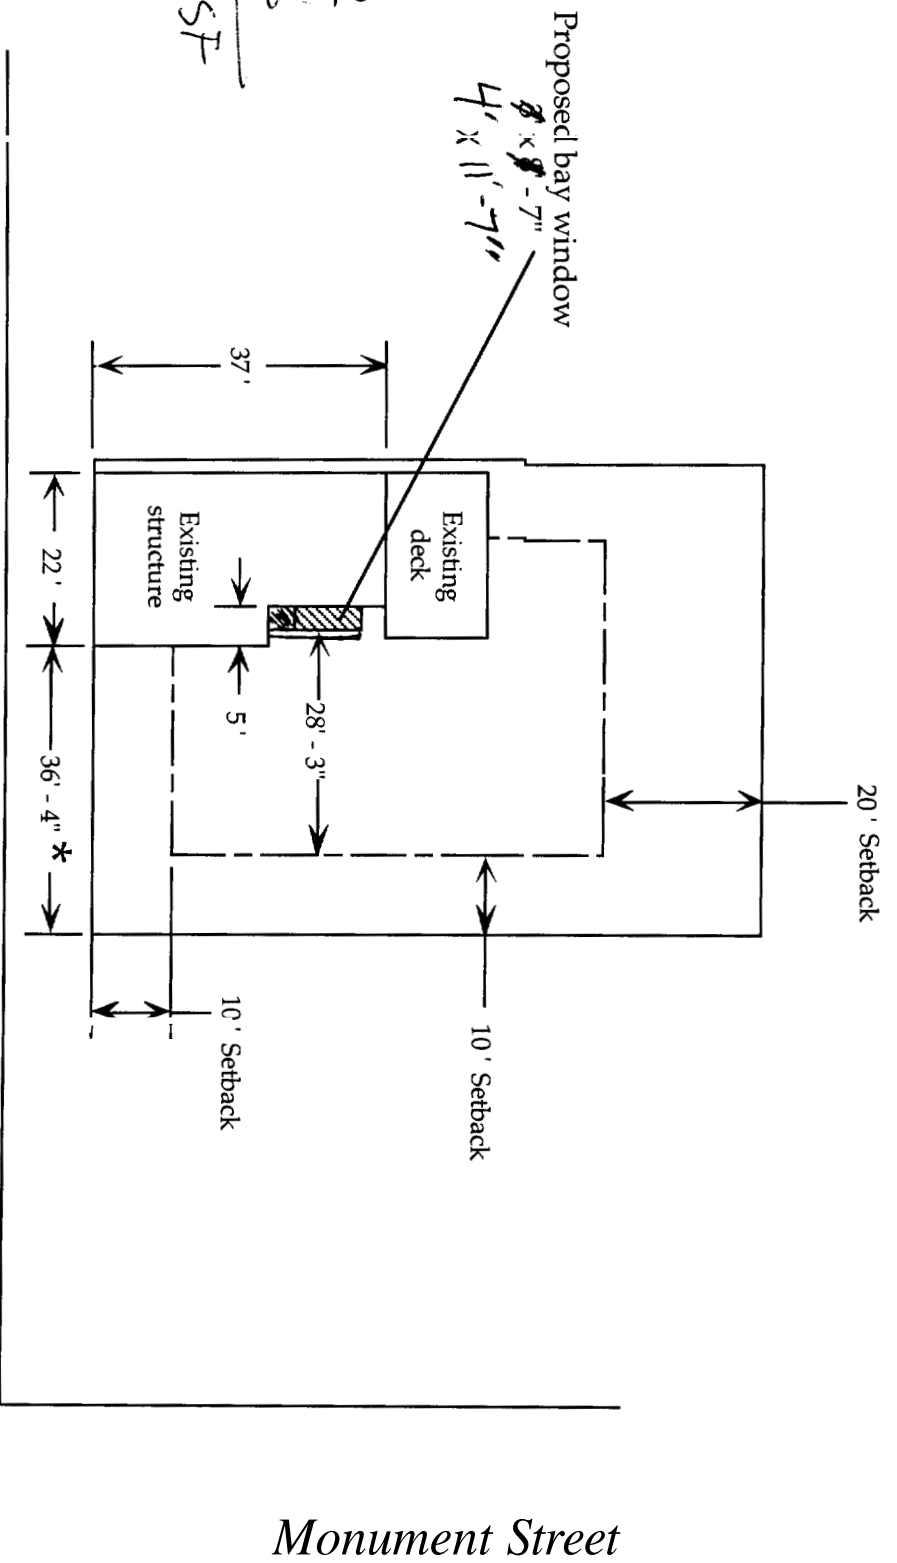 SF
Proposed bay window
x - 7"
4' x 11'-7"
37'
Existing
deck
Existing
structure
22'
5'
28' - 3"
36' - 4" *
20' Setback
10' Setback
10' Setback
Monument Street